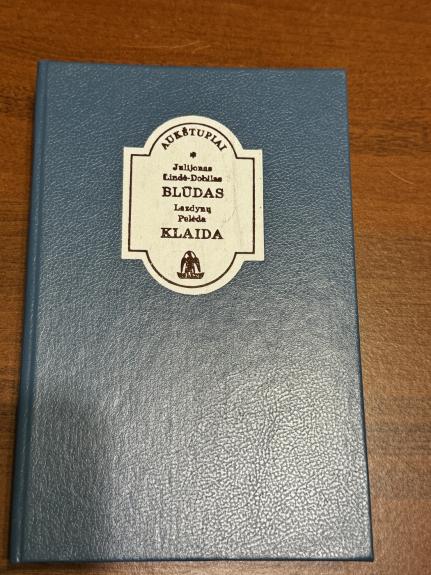 AUKŠTUPIAI
*
Julijonas
Lindė-Dobilas
BLŪDAS
Lazdynų
Pelėda
KLAIDA